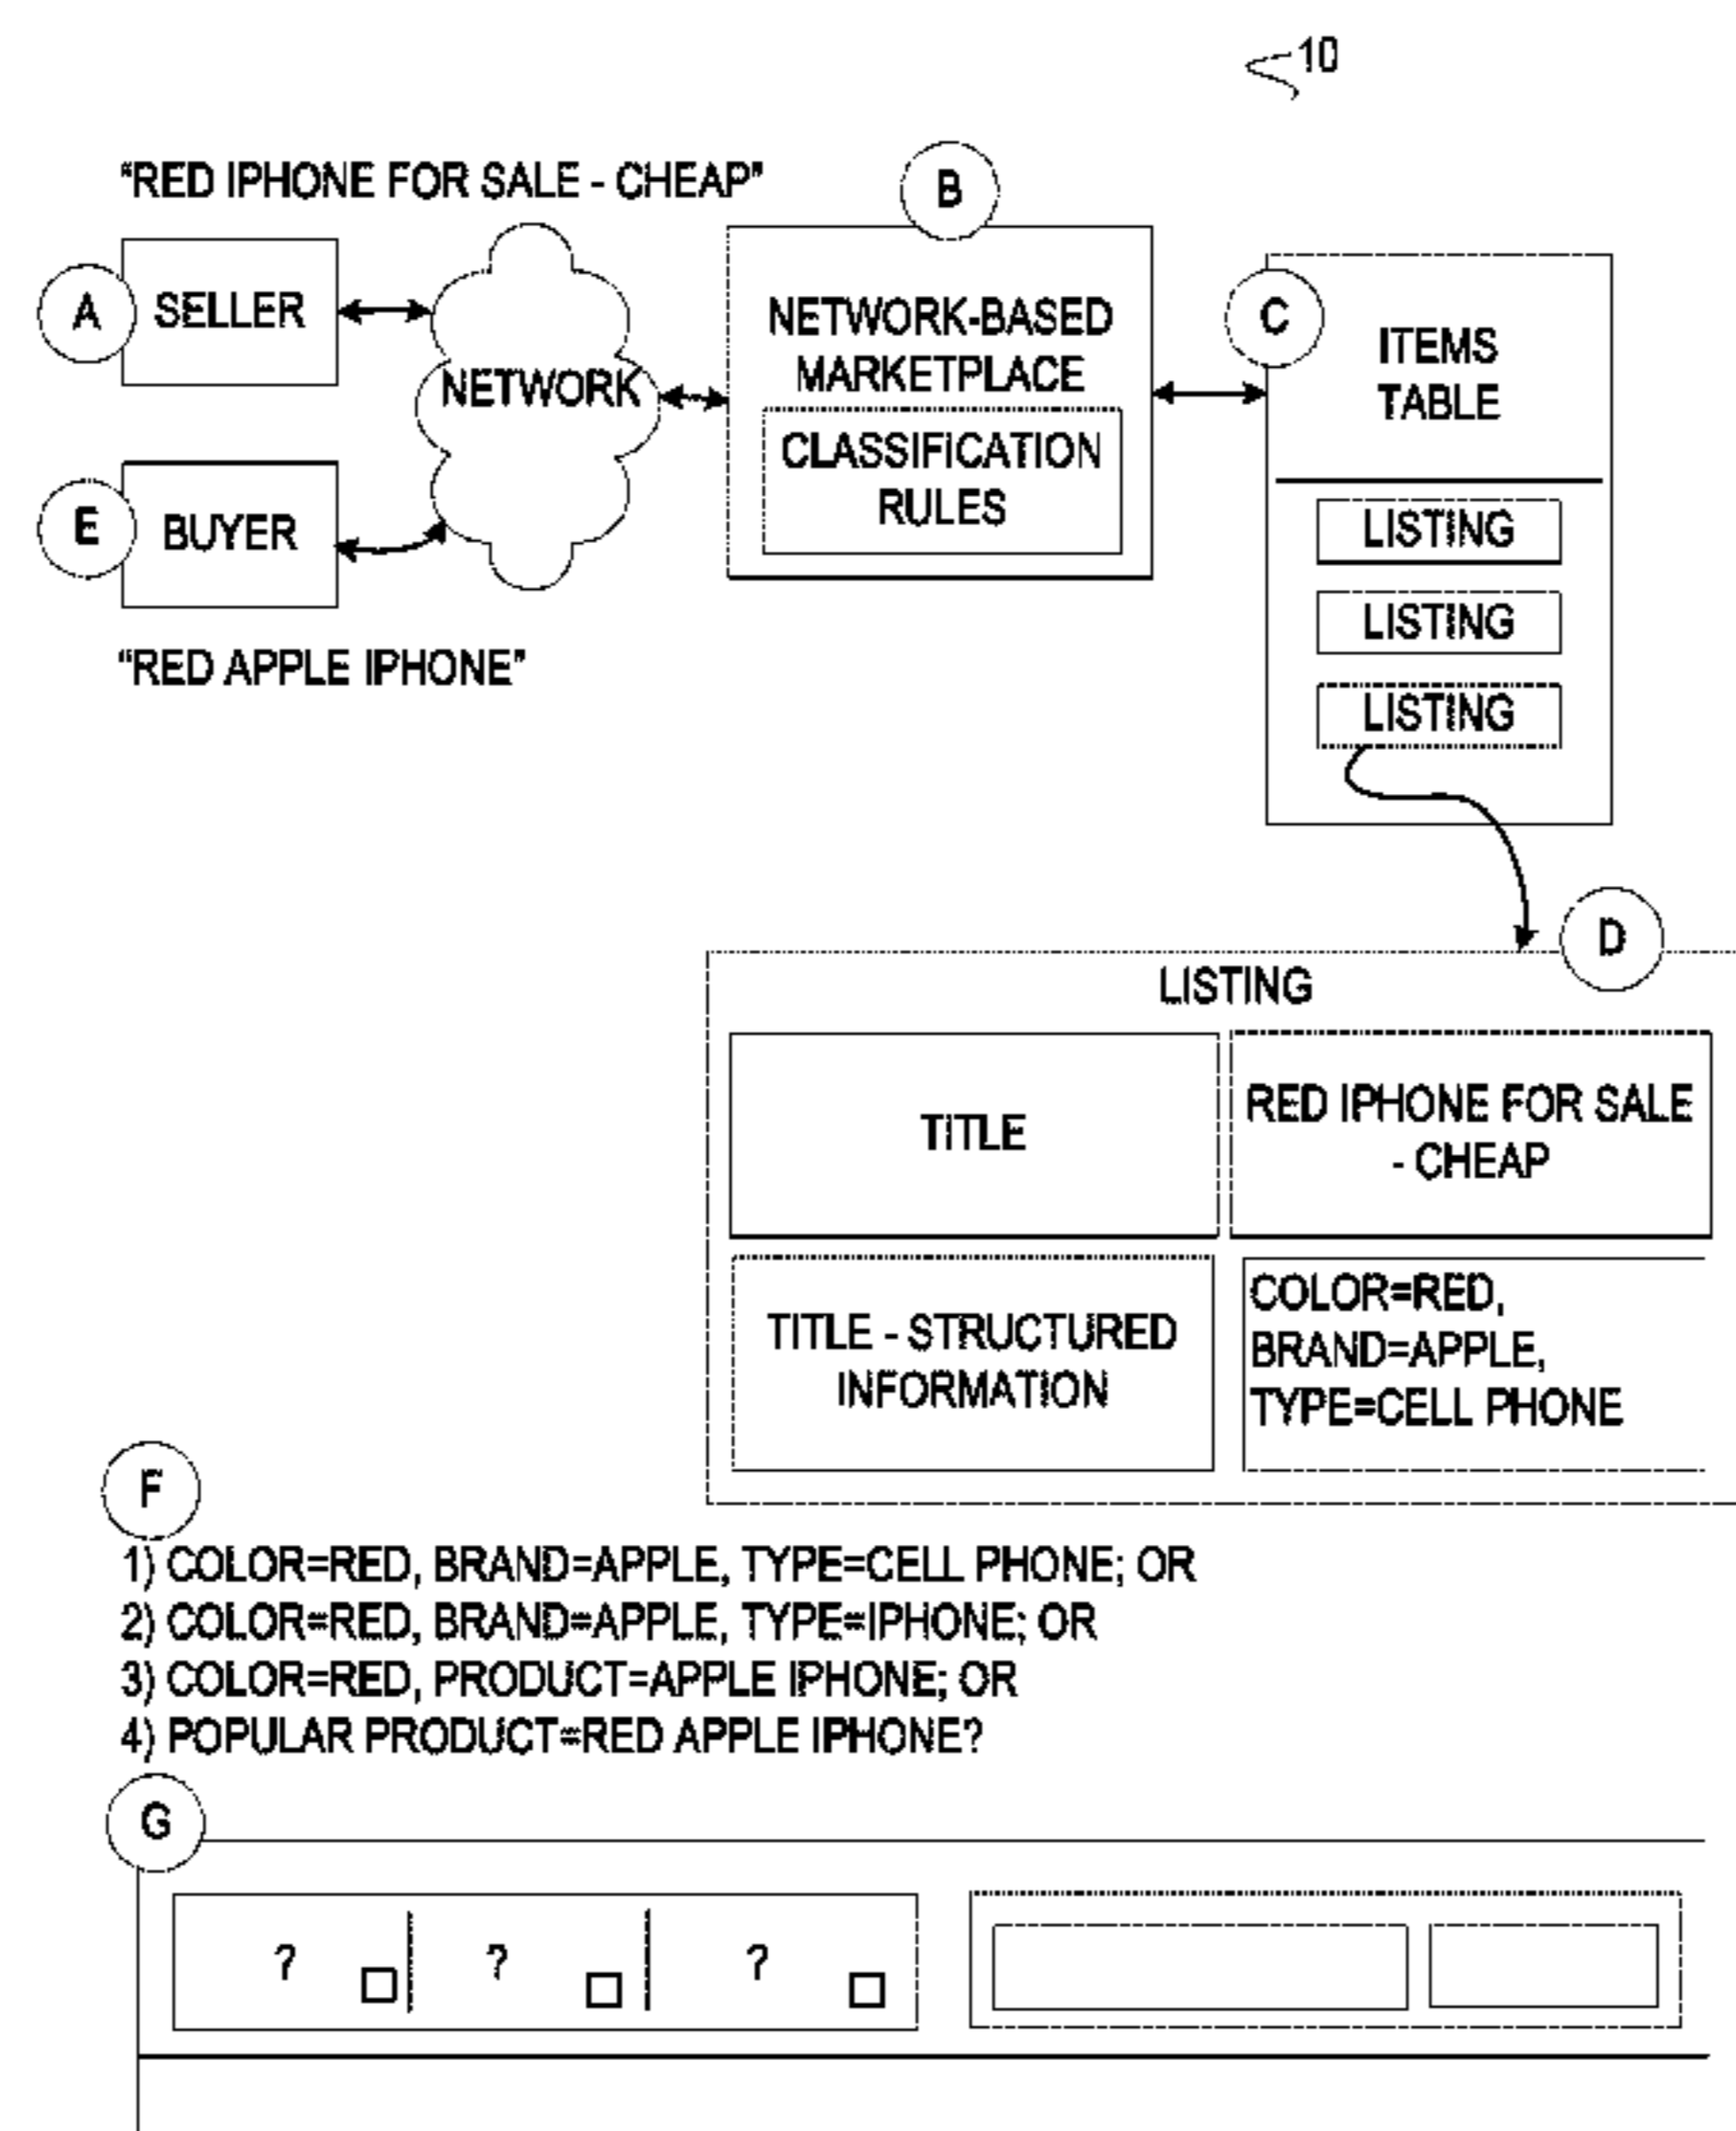 10
"RED IPHONE FOR SALE - CHEAP"
B
A
SELLER
NETWORK
NETWORK-BASED
MARKETPLACE
CLASSIFICATION
RULES
C
ITEMS
TABLE
LISTING
LISTING
LISTING
E
BUYER
"RED APPLE IPHONE"
D
LISTING
TITLE
RED IPHONE FOR SALE
- CHEAP
TITLE - STRUCTURED
INFORMATION
COLOR=RED,
BRAND=APPLE,
TYPE=CELL PHONE
F
1) COLOR=RED, BRAND=APPLE, TYPE=CELL PHONE; OR
2) COLOR=RED, BRAND=APPLE, TYPE=IPHONE; OR
3) COLOR=RED, PRODUCT=APPLE IPHONE; OR
4) POPULAR PRODUCT=RED APPLE IPHONE?
G
? ? ?